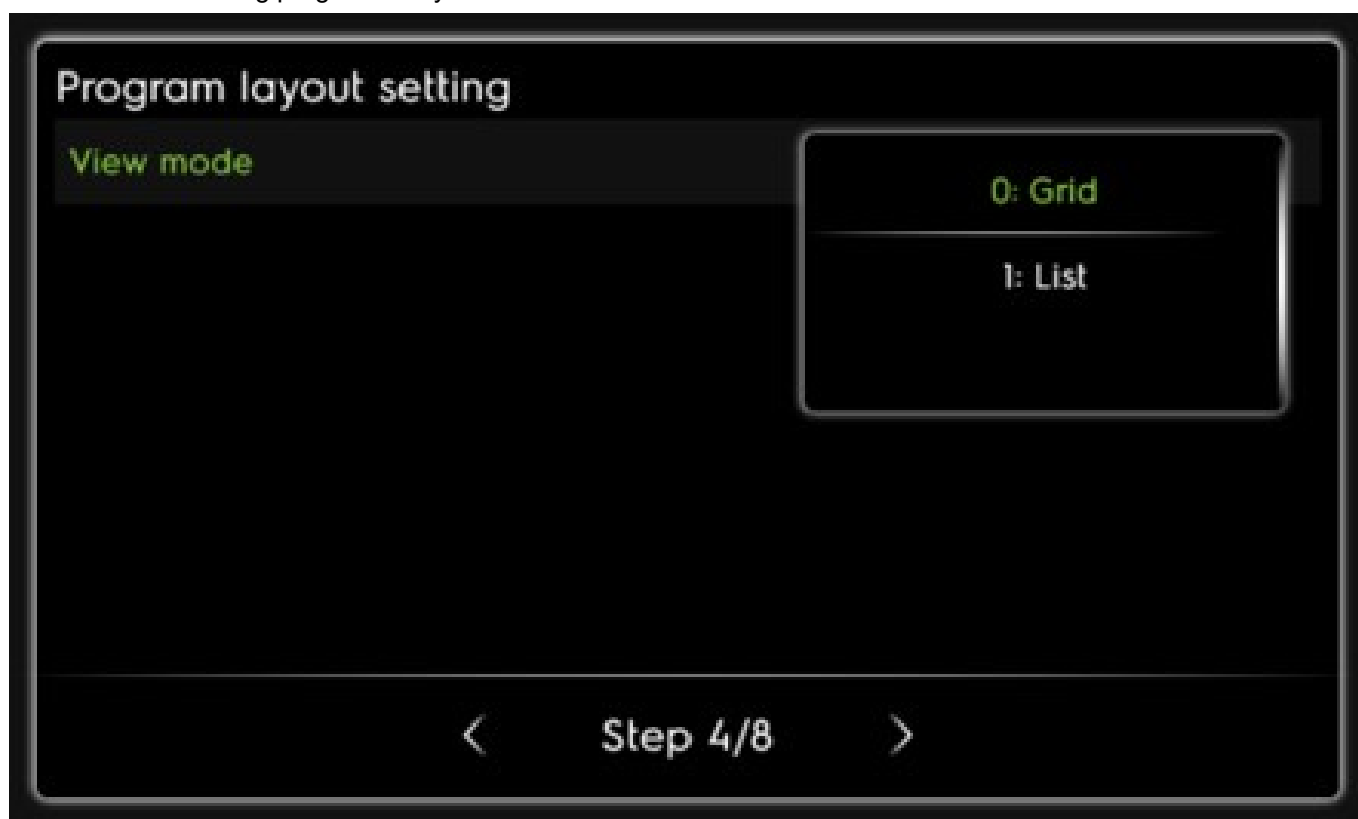 Program layout setting
View mode
0: Grid
1: List
< Step 4/8 >